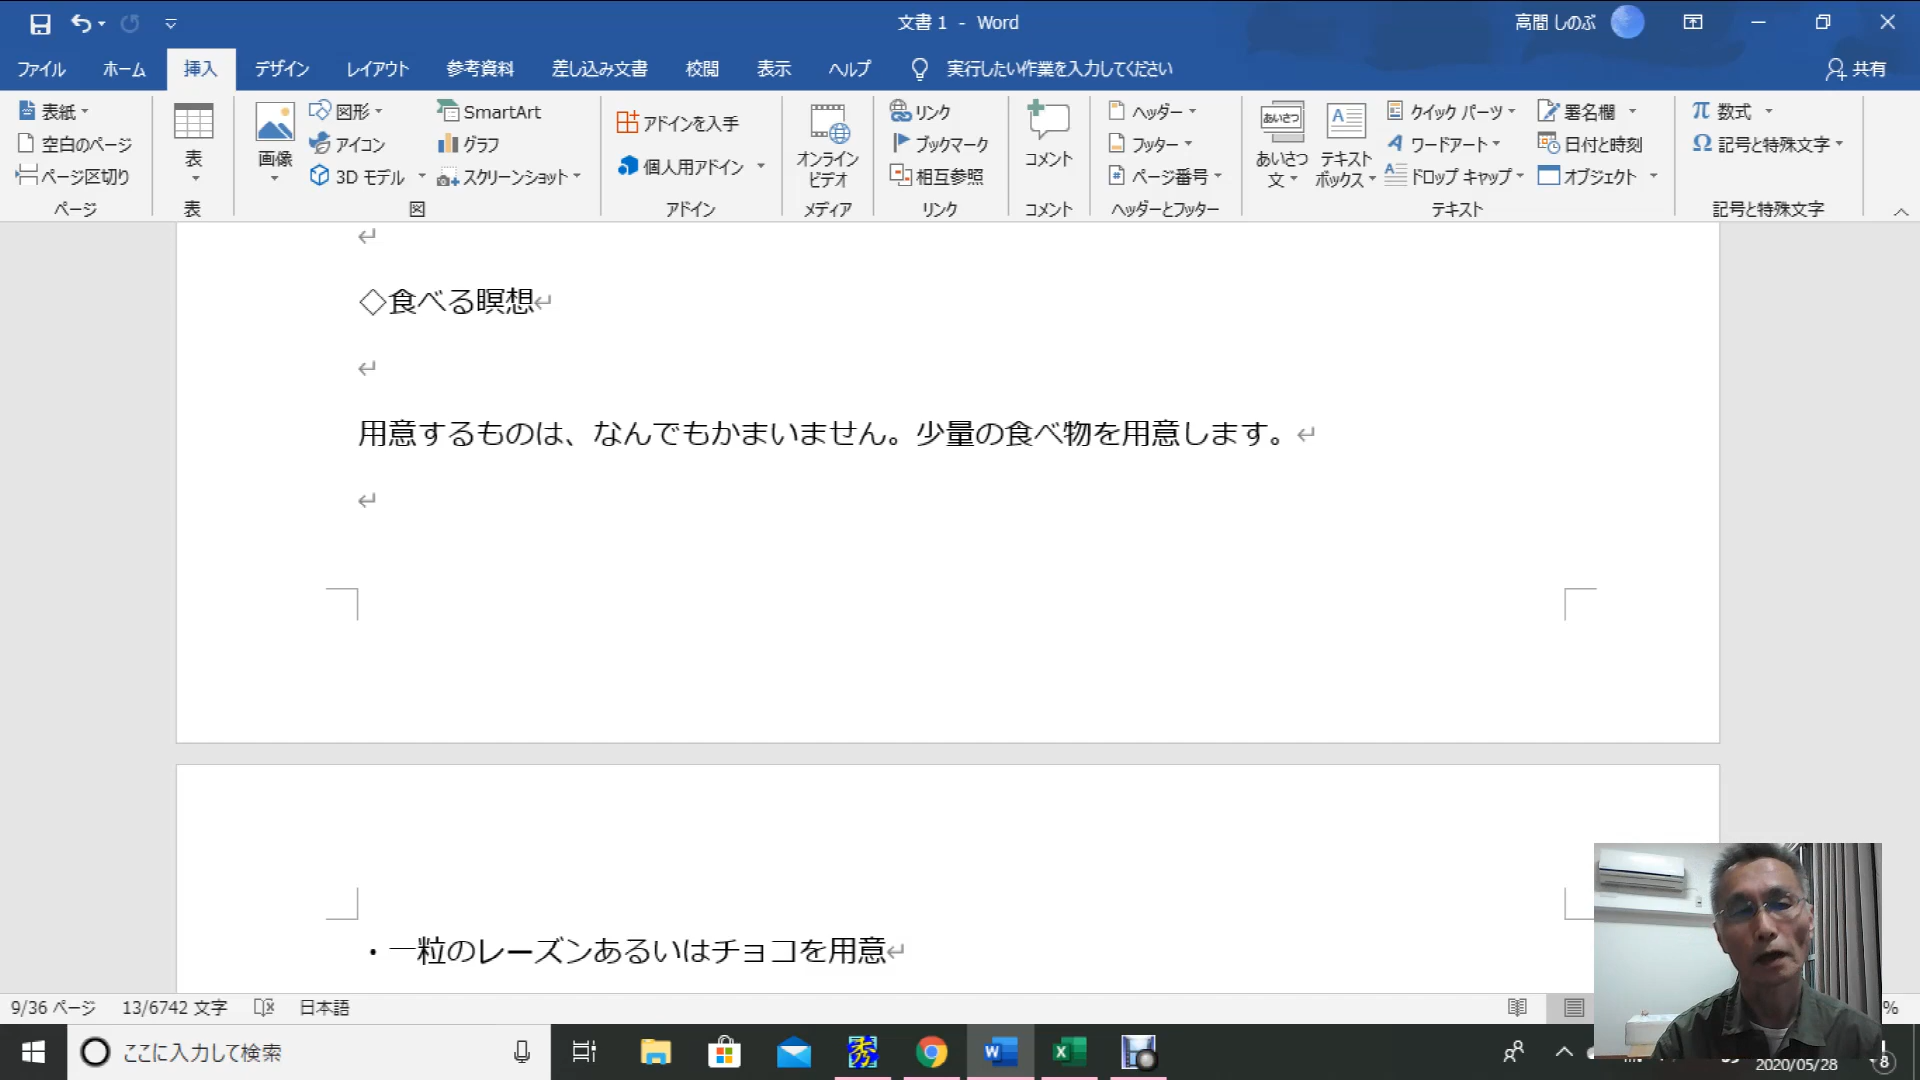 文書 1 - Word
高間 しのぶ
ファイル ホーム 挿入 デザイン レイアウト 参考資料 差し込み文書 校閲 表示 ヘルプ 実行したい作業を入力してください 共有
表紙
空白のページ
ページ区切り
ページ
表
表
画像
図形
アイコン
3D モデル
SmartArt
グラフ
スクリーンショット
図
アドインを入手
個人用アドイン
アドイン
オンライン
ビデオ
メディア
リンク
ブックマーク
相互参照
リンク
コメント
コメント
ヘッダー
フッター
ページ番号
ヘッダーとフッター
あいさつ
あいさつ
文
テキスト
ボックス
クイック パーツ
ワードアート
ドロップ キャップ
署名欄
日付と時刻
オブジェクト
テキスト
数式
記号と特殊文字
記号と特殊文字
◇食べる瞑想
用意するものは、なんでもかまいません。少量の食べ物を用意します。
・一粒のレーズンあるいはチョコを用意
9/36 ページ 13/6742 文字 日本語 %
ここに入力して検索
秀
2020/05/28
8